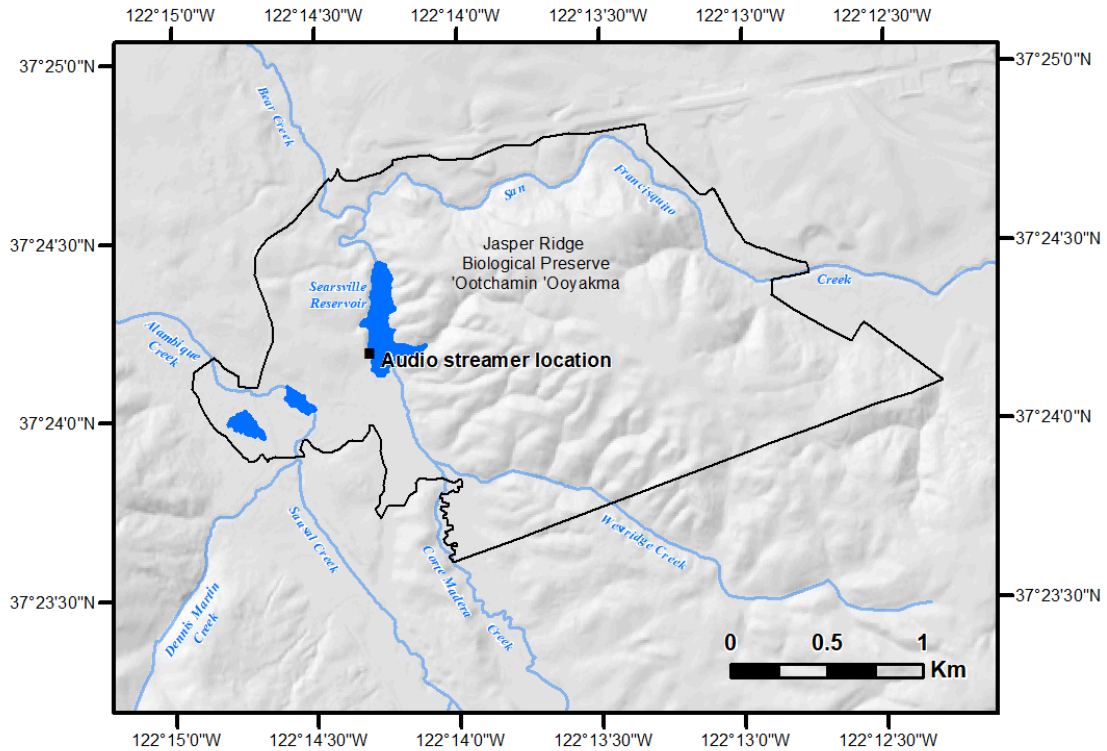 122°15'0"W 122°14'30"W 122°14'0"W 122°13'30"W 122°13'0"W 122°12'30"W
37°25'0"N
37°25'0"N
Bear Creek
San
Francisquito
37°24'30"N
37°24'30"N
Jasper Ridge
Biological Preserve
'Ootchamin 'Ooyakma
Creek
Searsville
Reservoir
Alambique
Creek
Audio streamer location
37°24'0"N
37°24'0"N
Sausal Creek
Westridge Creek
Corte Madera
Creek
Dennis Martin
Creek
37°23'30"N
37°23'30"N
0 0.5 1
Km
122°15'0"W 122°14'30"W 122°14'0"W 122°13'30"W 122°13'0"W 122°12'30"W